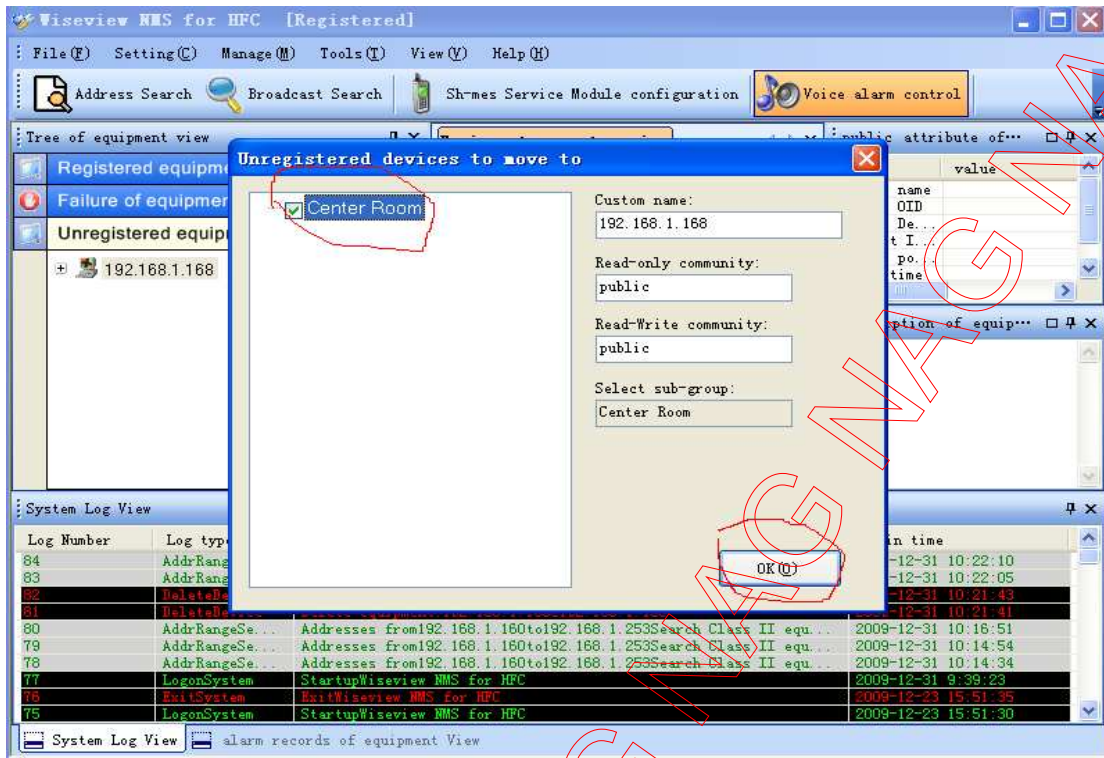 Wiseview NMS for HFC [Registered]
File(F) Setting(C) Manage(M) Tools(T) View(V) Help(H)
Address Search Broadcast Search Sh-mes Service Module configuration Voice alarm control
Tree of equipment view
public attribute of...
Registered equipme
Failure of equipmen
Unregistered equip
192.168.1.168
value
name
OID
De...
t I...
po...
time
ption of equip...
Unregistered devices to move to
Center Room
Custom name:
192.168.1.168
Read-only community:
public
Read-Write community:
public
Select sub-group:
Center Room
OK(O)
System Log View
Log Number Log typ in time
84 AddrRang -12-31 10:22:10
83 AddrRang -12-31 10:22:05
82 DeleteDe -12-31 10:21:43
81 -12-31 10:21:41
80 AddrRangeSe... Addresses from192.168.1.160to192.168.1.253Search Class II equ... 2009-12-31 10:16:51
79 AddrRangeSe... Addresses from192.168.1.160to192.168.1.253Search Class II equ... 2009-12-31 10:14:54
78 AddrRangeSe... Addresses from192.168.1.160to192.168.1.253Search Class II equ... 2009-12-31 10:14:34
77 LogonSystem StartupWiseview NMS for HFC 2009-12-31 9:39:23
76 ExitSystem ExitWiseview NMS for HFC 2009-12-23 15:51:35
75 LogonSystem StartupWiseview NMS for HFC 2009-12-23 15:51:30
System Log View alarm records of equipment View
NAG NAG NAG